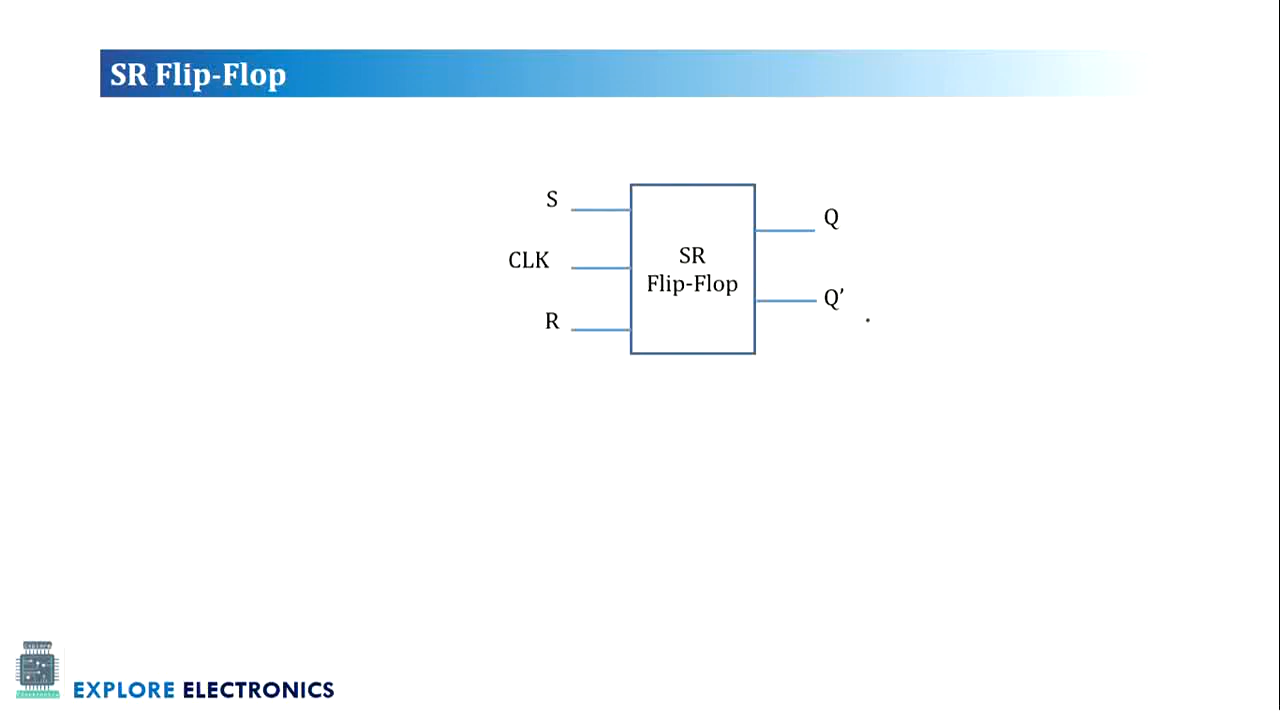 SR Flip-Flop
S
CLK
R
SR
Flip-Flop
Q
Q’
EXPLORE ELECTRONICS